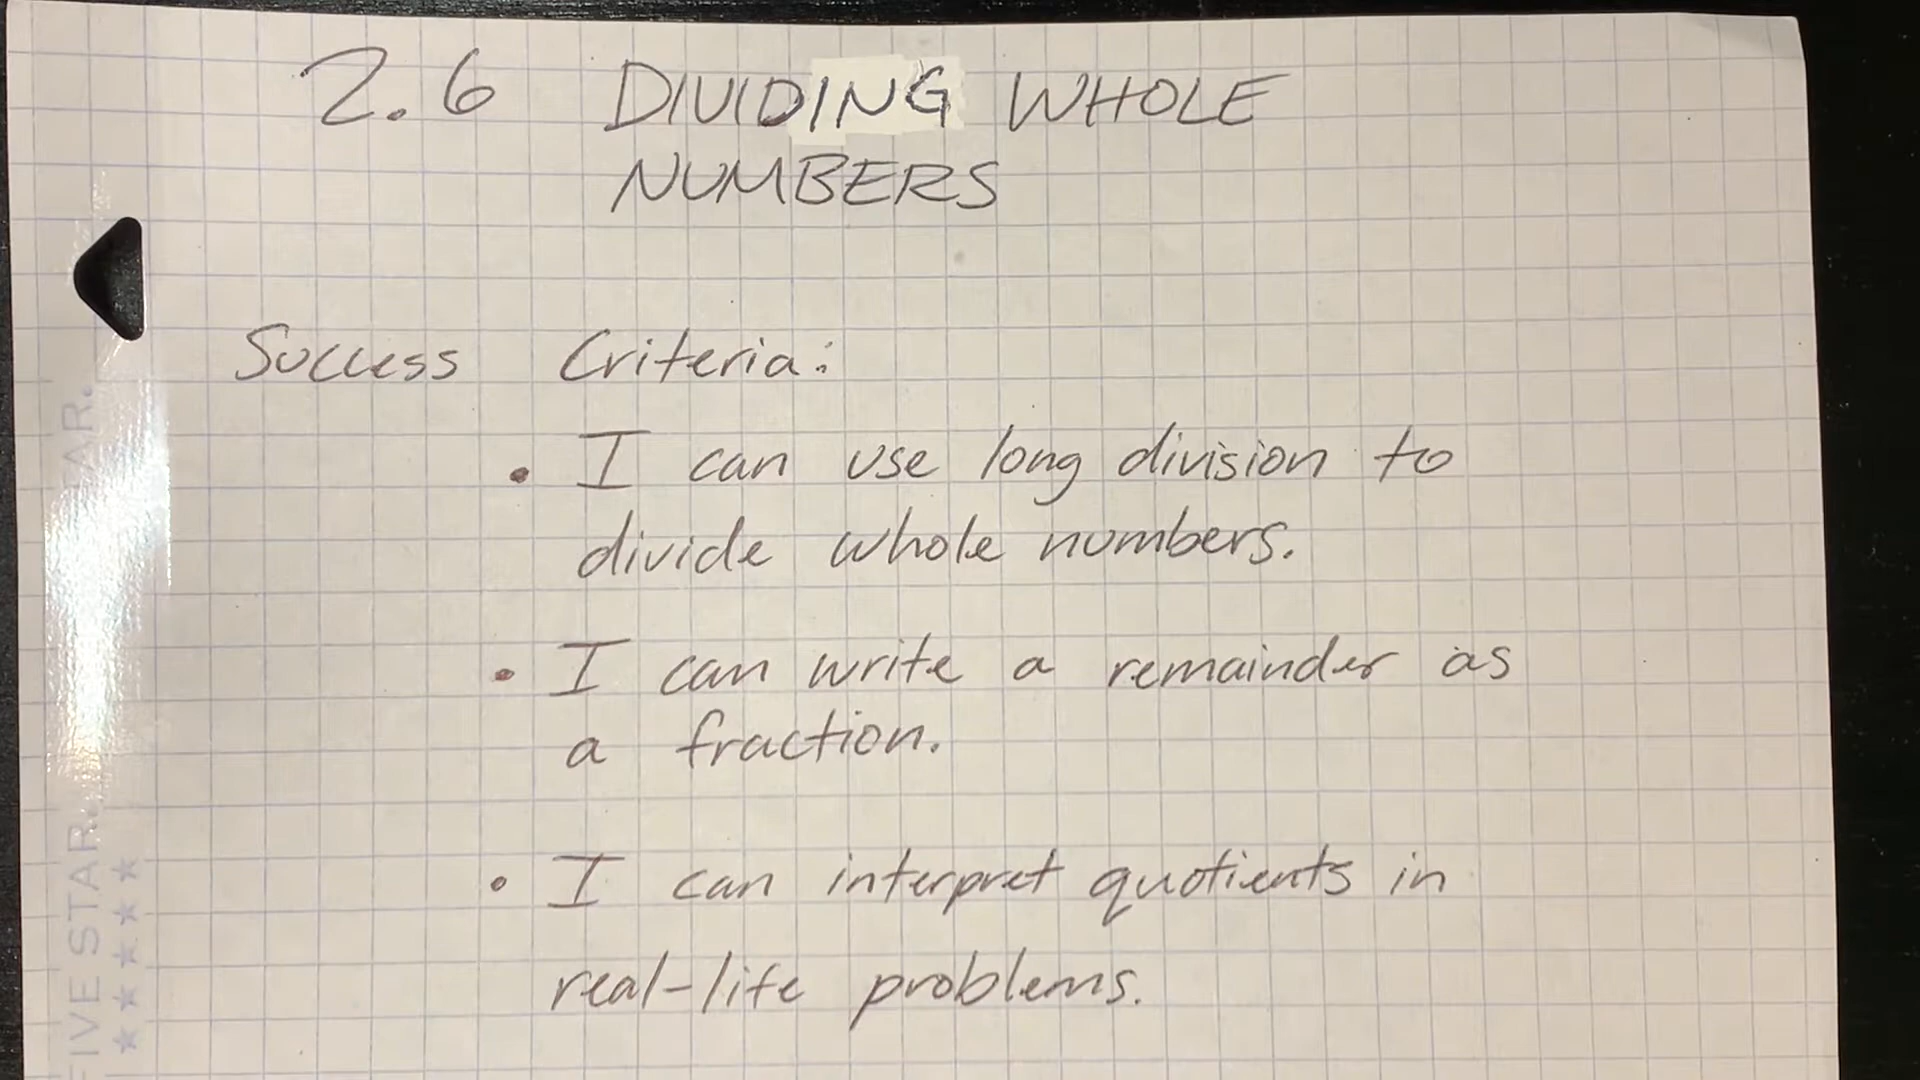 2.6 DIVIDING WHOLE
NUMBERS
Success Criteria:
• I can use long division to
divide whole numbers.
• I can write a remainder as
a fraction.
• I can interpret quotients in
real-life problems.
FIVE STAR.
★★★★★